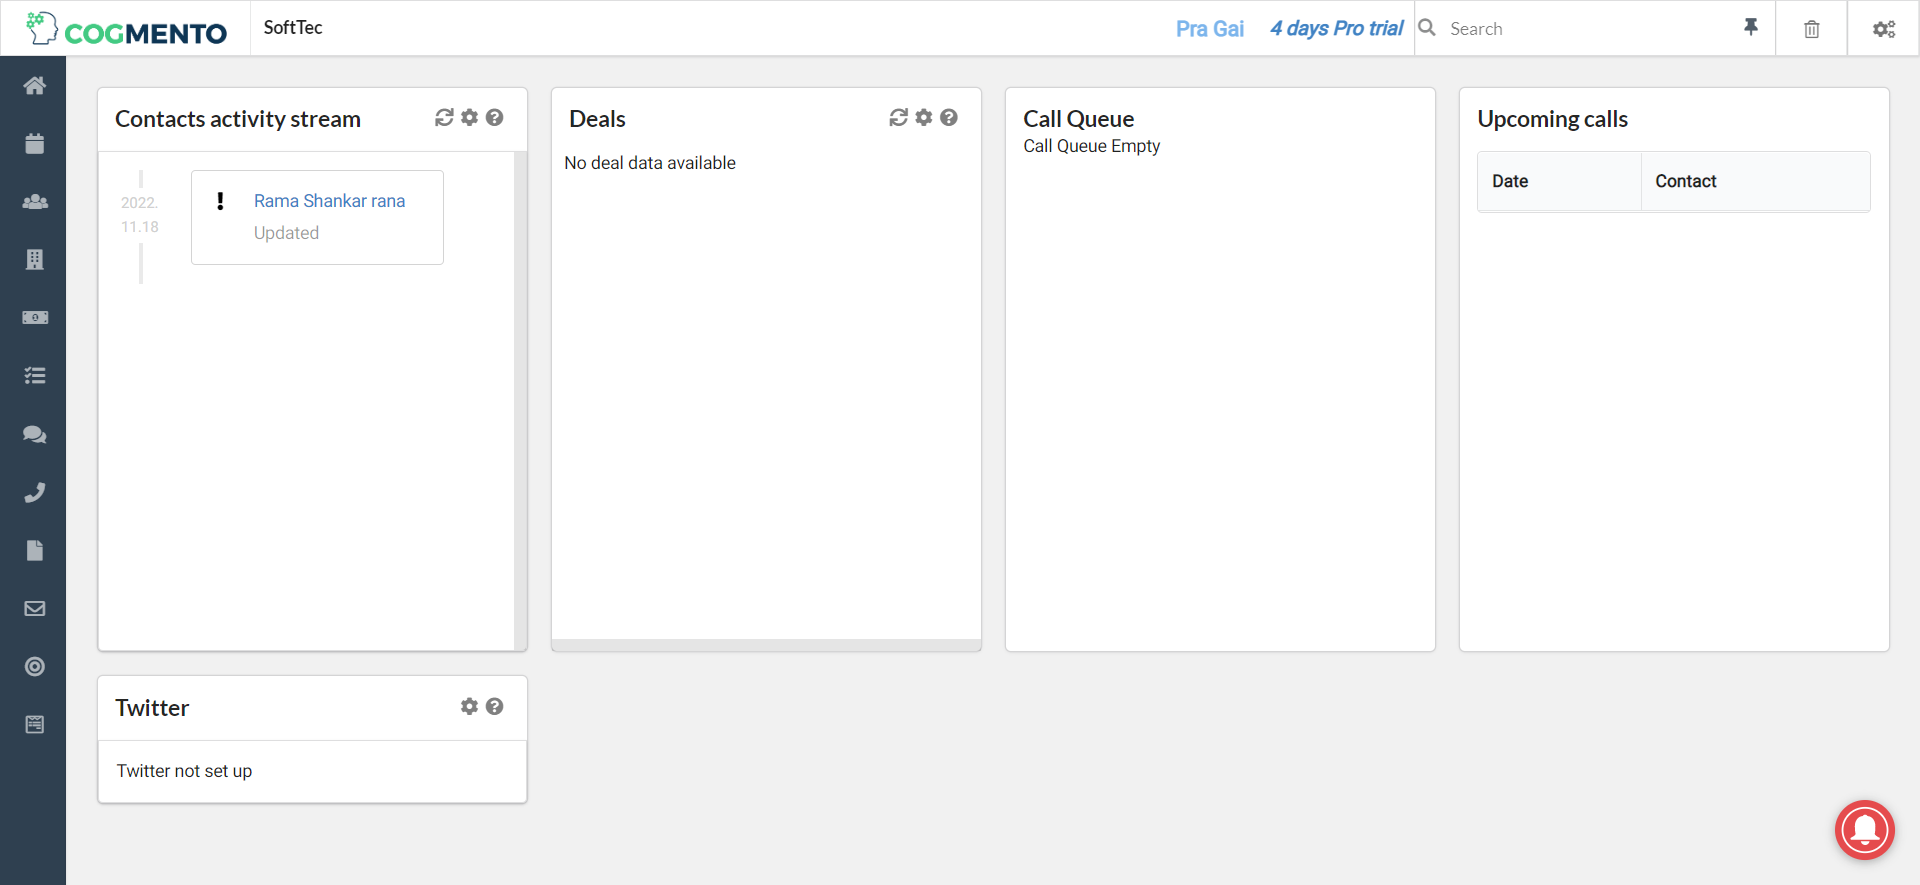 COGMENTO
SoftTec
Pra Gai
4 days Pro trial
Search
Contacts activity stream
2022.
11.18
Rama Shankar rana
Updated
Deals
No deal data available
Call Queue
Call Queue Empty
Upcoming calls
Date
Contact
Twitter
Twitter not set up